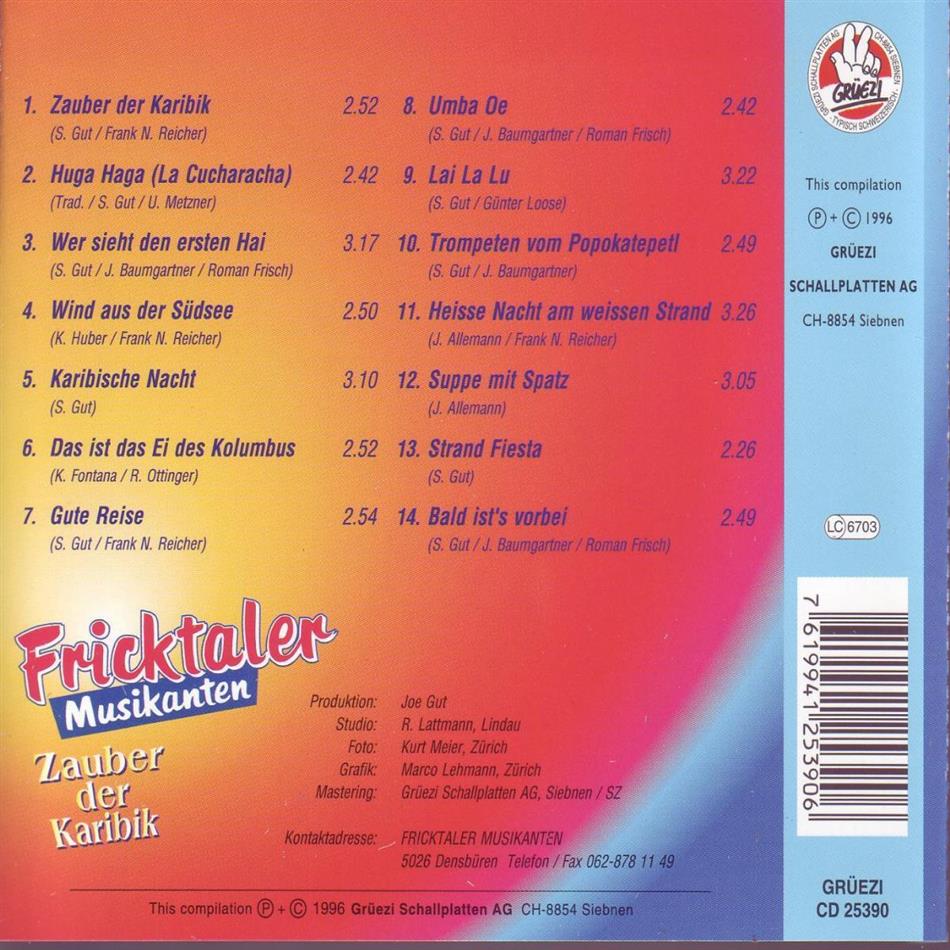 1. Zauber der Karibik 2.52
(S. Gut / Frank N. Reicher)
2. Huga Haga (La Cucharacha) 2.42
(Trad. / S. Gut / U. Metzner)
3. Wer sieht den ersten Hai 3.17
(S. Gut / J. Baumgartner / Roman Frisch)
4. Wind aus der Südsee 2.50
(K. Huber / Frank N. Reicher)
5. Karibische Nacht 3.10
(S. Gut)
6. Das ist das Ei des Kolumbus 2.52
(K. Fontana / R. Ottinger)
7. Gute Reise 2.54
(S. Gut / Frank N. Reicher)
8. Umba Oe 2.42
(S. Gut / J. Baumgartner / Roman Frisch)
9. Lai La Lu 3.22
(S. Gut / Günter Loose)
10. Trompeten vom Popokatepetl 2.49
(S. Gut / J. Baumgartner)
11. Heisse Nacht am weissen Strand 3.26
(J. Allemann / Frank N. Reicher)
12. Suppe mit Spatz 3.05
(J. Allemann)
13. Strand Fiesta 2.26
(S. Gut)
14. Bald ist's vorbei 2.49
(S. Gut / J. Baumgartner / Roman Frisch)
Fricktaler
Musikanten
Zauber
der
Karibik
Produktion: Joe Gut
Studio: R. Lattmann, Lindau
Foto: Kurt Meier, Zürich
Grafik: Marco Lehmann, Zürich
Mastering: Grüezi Schallplatten AG, Siebnen / SZ
Kontaktadresse: FRICKTALER MUSIKANTEN
5026 Densbüren Telefon / Fax 062-878 11 49
This compilation Ⓟ + © 1996 Grüezi Schallplatten AG CH-8854 Siebnen
GRÜEZI SCHALLPLATTEN AG CH-8854 SIEBNEN
GRÜEZI
- TYPISCH SCHWEIZERISCH -
This compilation
Ⓟ + © 1996
GRÜEZI
SCHALLPLATTEN AG
CH-8854 Siebnen
LC 6703
7 619941 253906
GRÜEZI
CD 25390